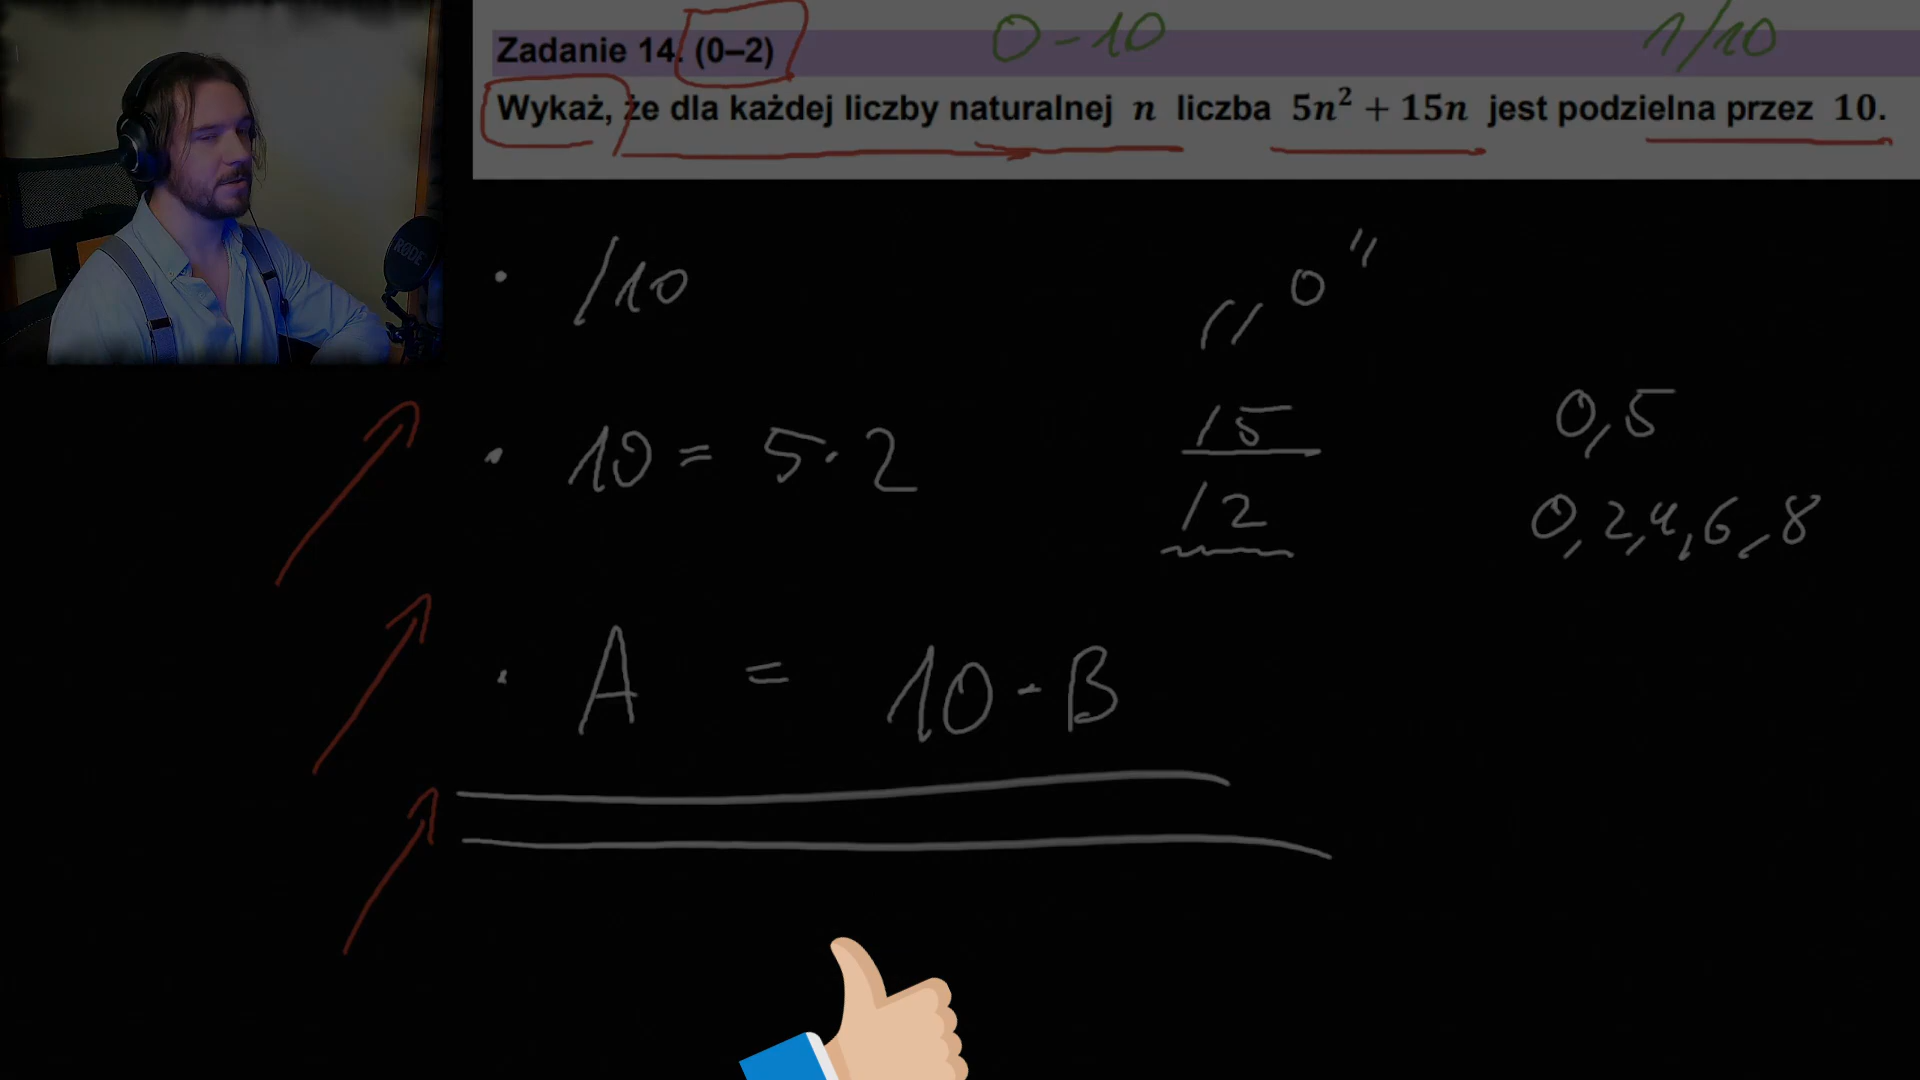 Zadanie 14. (0–2) 0-10 1/10
Wykaż, że dla każdej liczby naturalnej n liczba 5n² + 15n jest podzielna przez 10.
RØDE
• /10 „0"
• 10 = 5·2 /5 0,5
/2 0,2,4,6,8
• A = 10·B